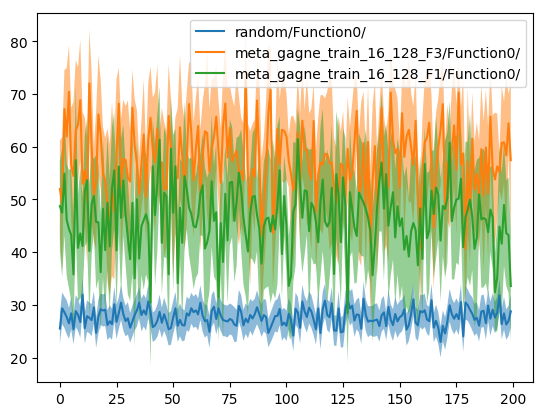 random/Function0/
meta_gagne_train_16_128_F3/Function0/
meta_gagne_train_16_128_F1/Function0/
80
70
60
50
40
30
20
0 25 50 75 100 125 150 175 200